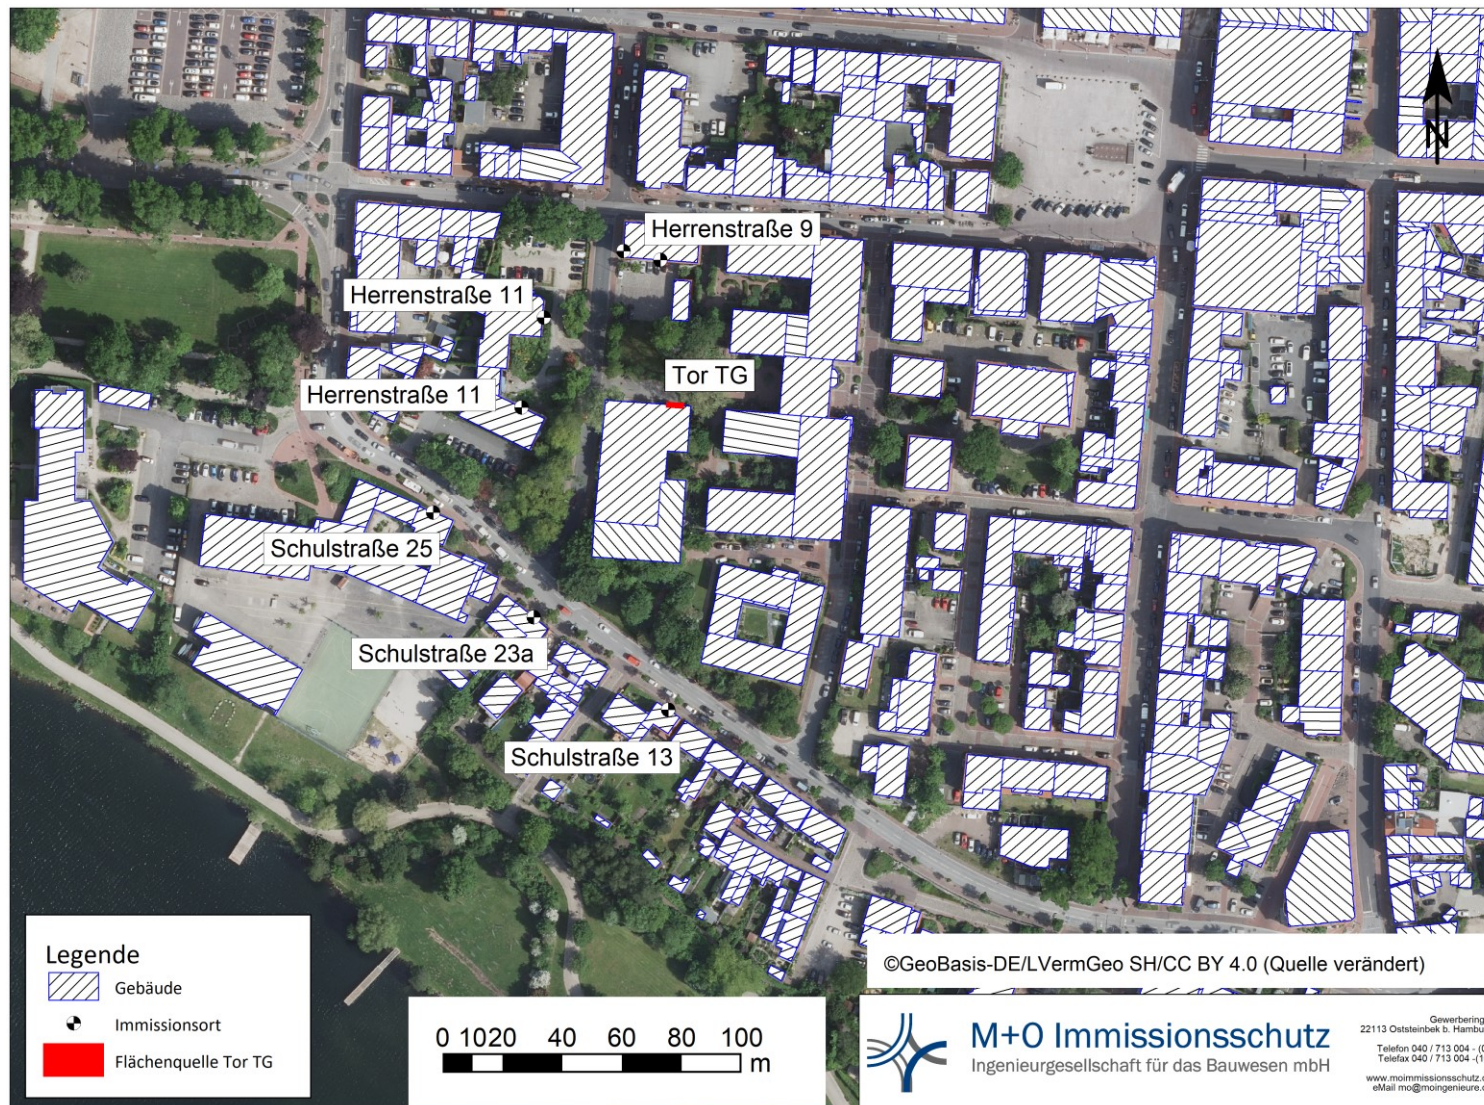 N
Herrenstraße 9
Herrenstraße 11
Tor TG
Herrenstraße 11
Schulstraße 25
Schulstraße 23a
Schulstraße 13
Legende
Gebäude
Immissionsort
Flächenquelle Tor TG
0 1020 40 60 80 100
m
©GeoBasis-DE/LVermGeo SH/CC BY 4.0 (Quelle verändert)
M+O Immissionsschutz
Ingenieurgesellschaft für das Bauwesen mbH
Gewerbering
22113 Oststeinbek b. Hambu
Telefon 040 / 713 004 - (0
Telefax 040 / 713 004 -(1
www.moimmissionsschutz.d
eMail mo@moingenieure.d